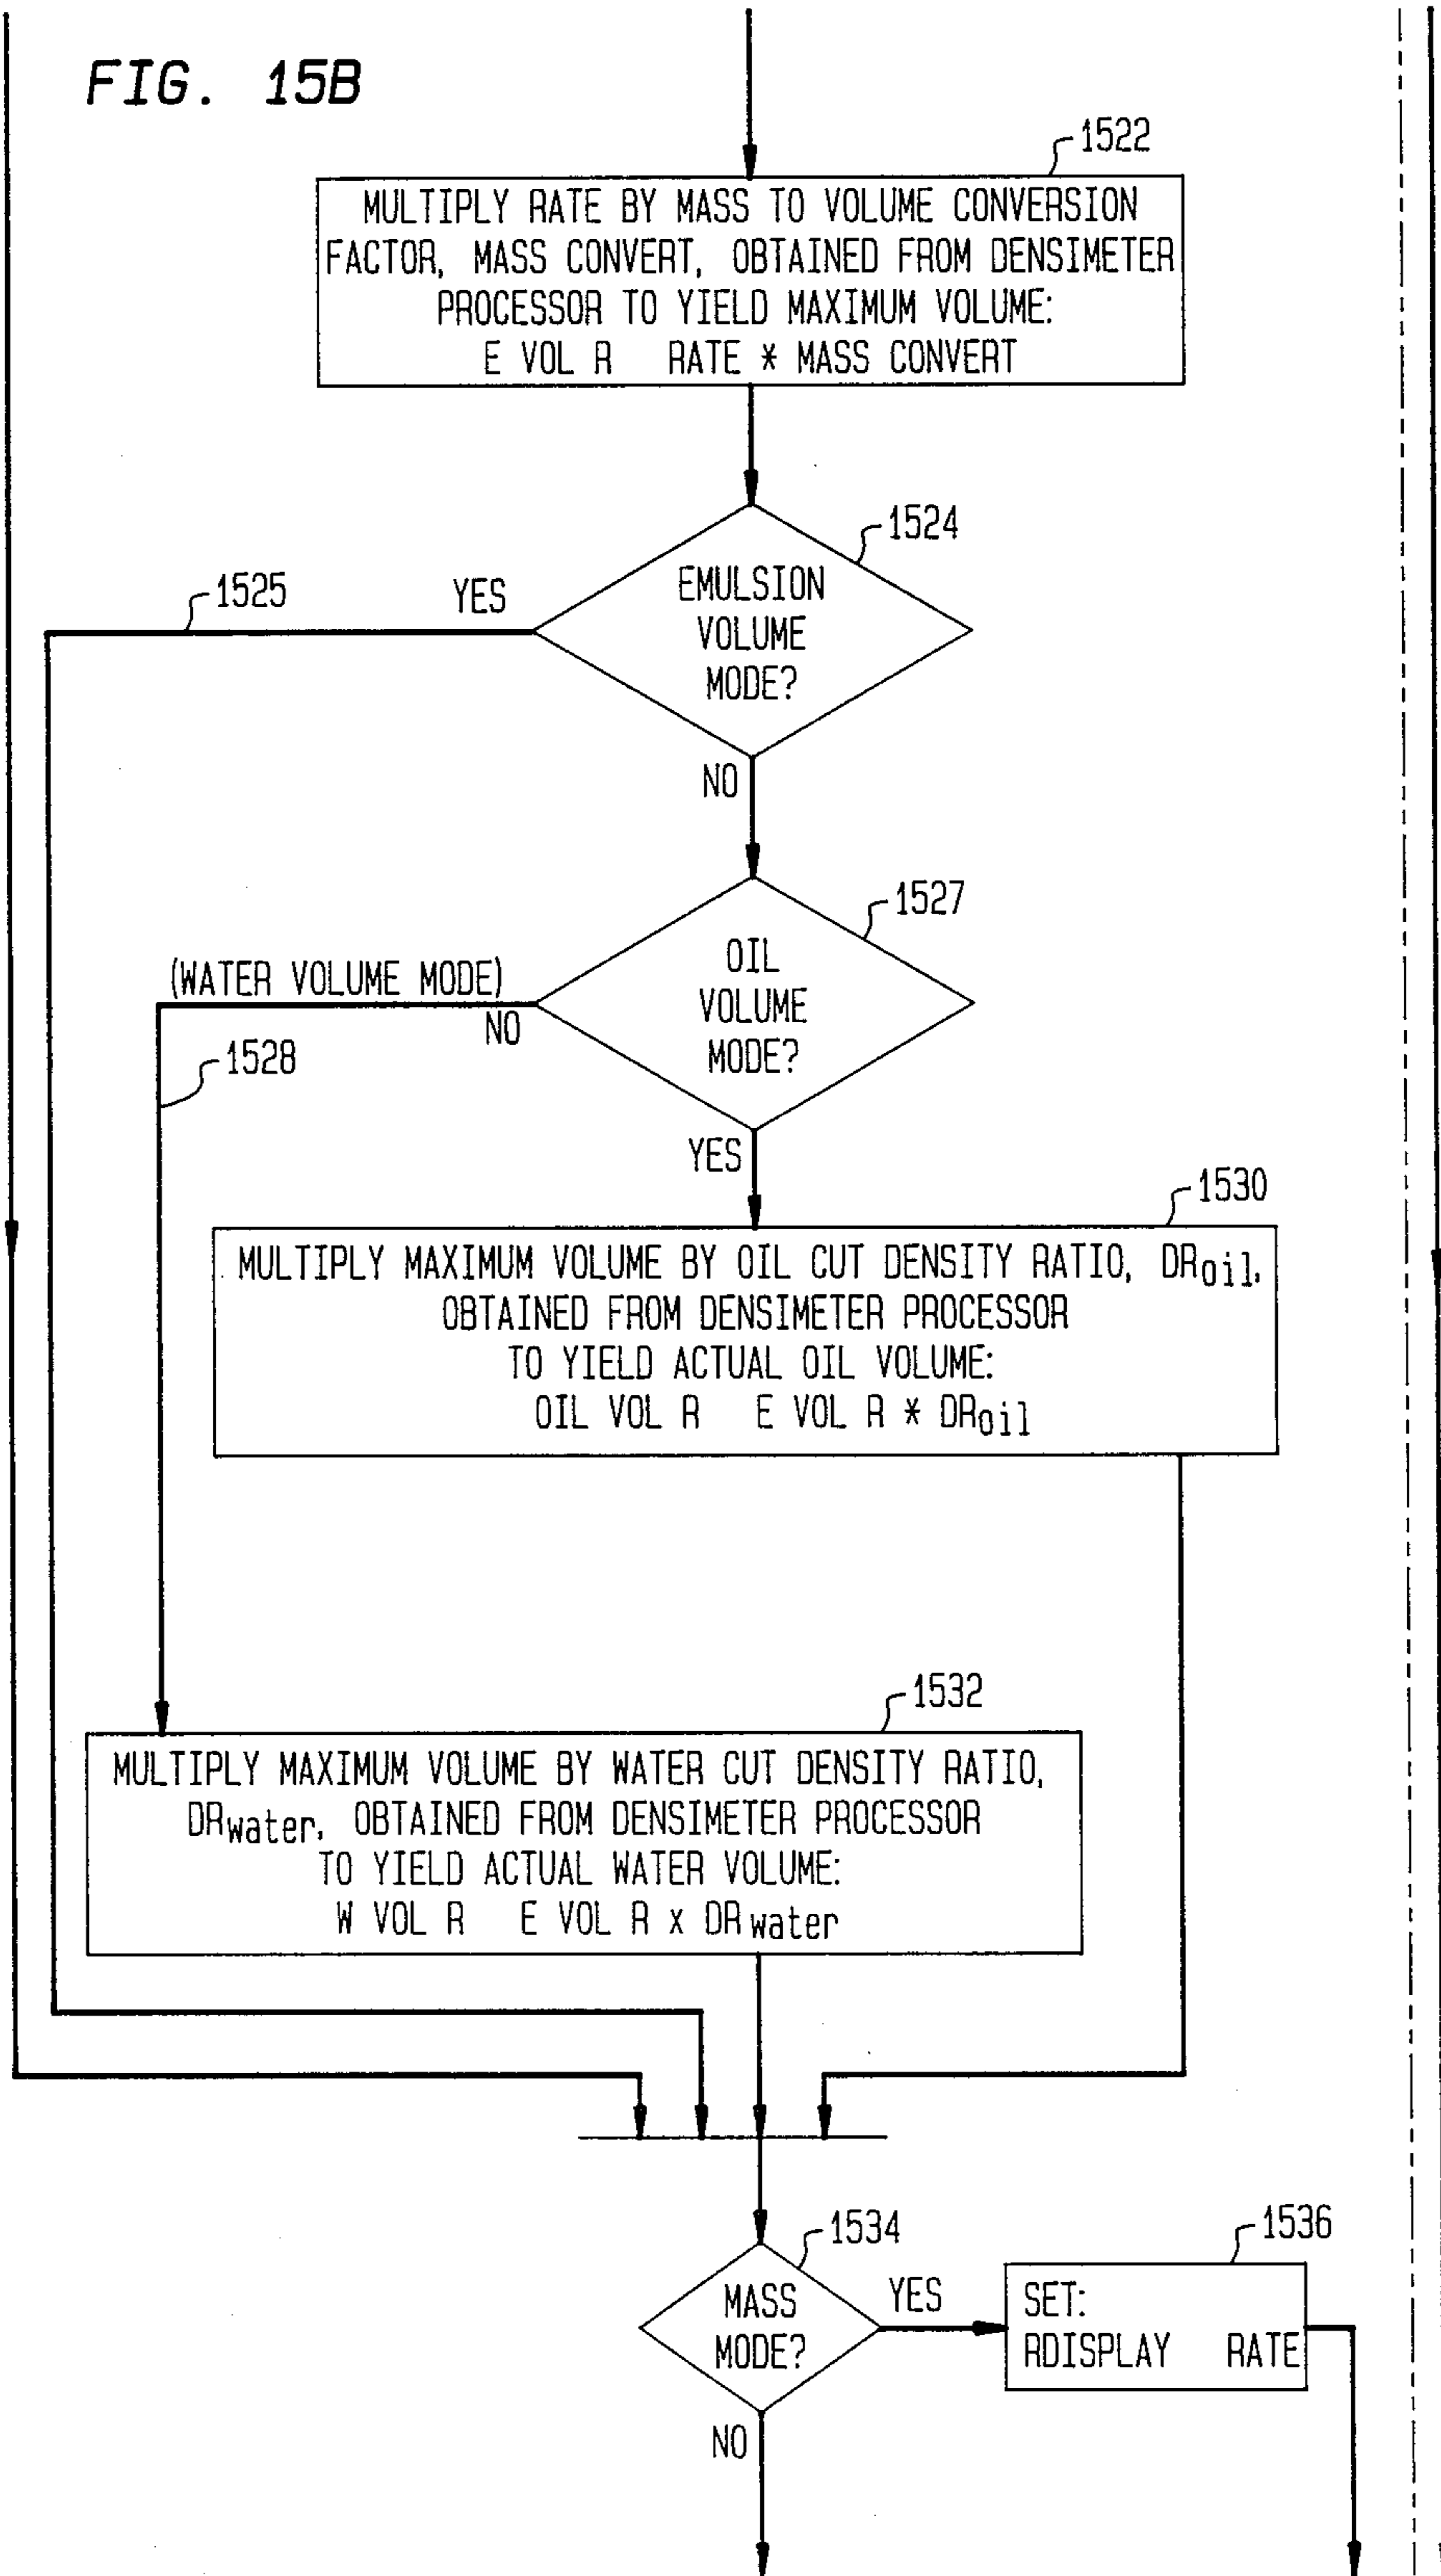 FIG. 15B
1522
MULTIPLY RATE BY MASS TO VOLUME CONVERSION
FACTOR, MASS CONVERT, OBTAINED FROM DENSIMETER
PROCESSOR TO YIELD MAXIMUM VOLUME:
E VOL R RATE * MASS CONVERT
1524
EMULSION
VOLUME
MODE?
1525
YES
NO
1527
OIL
VOLUME
MODE?
(WATER VOLUME MODE)
NO
1528
YES
1530
MULTIPLY MAXIMUM VOLUME BY OIL CUT DENSITY RATIO, DRoil,
OBTAINED FROM DENSIMETER PROCESSOR
TO YIELD ACTUAL OIL VOLUME:
OIL VOL R E VOL R * DRoil
1532
MULTIPLY MAXIMUM VOLUME BY WATER CUT DENSITY RATIO,
DRwater, OBTAINED FROM DENSIMETER PROCESSOR
TO YIELD ACTUAL WATER VOLUME:
W VOL R E VOL R x DRwater
1534
MASS
MODE?
YES
1536
SET:
RDISPLAY RATE
NO